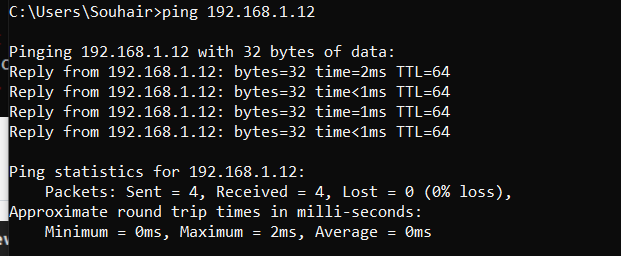 C:\Users\Souhair>ping 192.168.1.12
Pinging 192.168.1.12 with 32 bytes of data:
Reply from 192.168.1.12: bytes=32 time=2ms TTL=64
Reply from 192.168.1.12: bytes=32 time<1ms TTL=64
Reply from 192.168.1.12: bytes=32 time=1ms TTL=64
Reply from 192.168.1.12: bytes=32 time<1ms TTL=64
Ping statistics for 192.168.1.12:
Packets: Sent = 4, Received = 4, Lost = 0 (0% loss),
Approximate round trip times in milli-seconds:
Minimum = 0ms, Maximum = 2ms, Average = 0ms